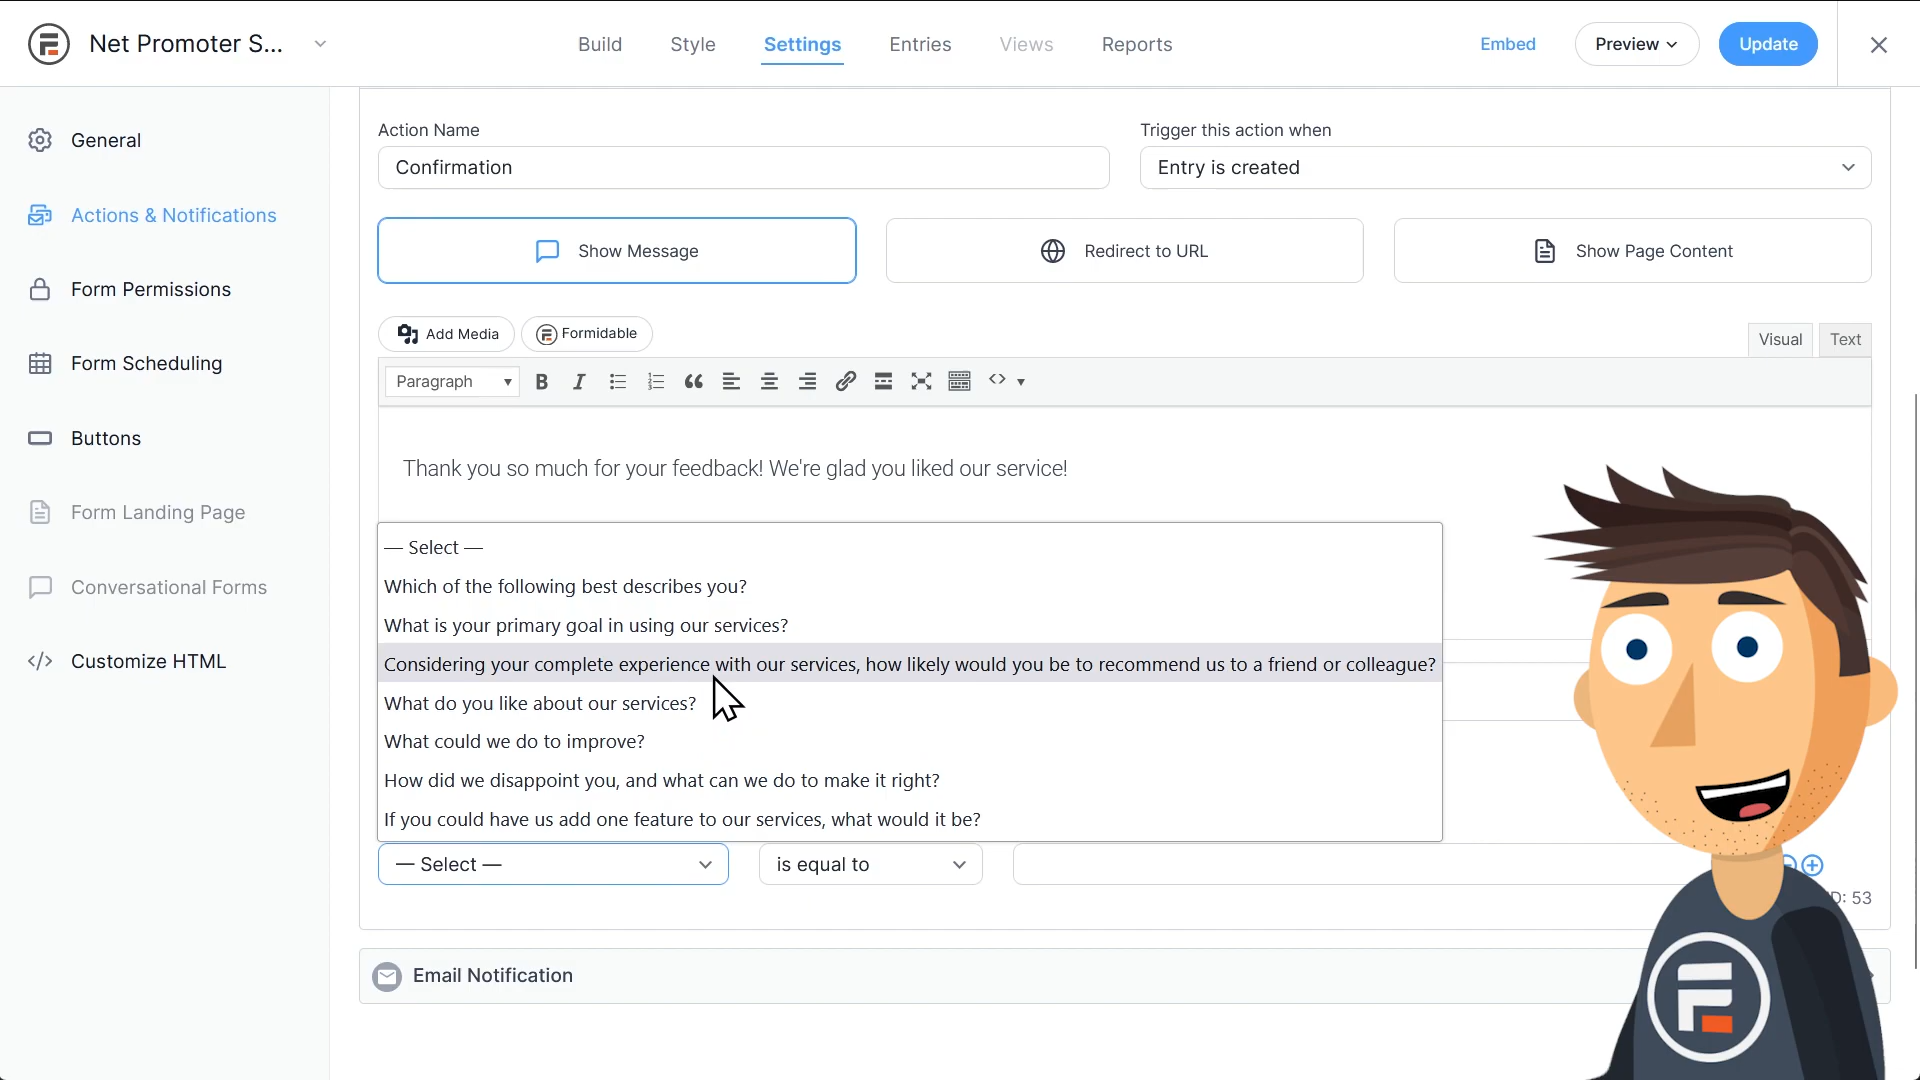 Net Promoter S...
Build
Style
Settings
Entries
Views
Reports
Embed
Preview
Update
General
Actions & Notifications
Form Permissions
Form Scheduling
Buttons
Form Landing Page
Conversational Forms
Customize HTML
Action Name
Trigger this action when
Confirmation
Entry is created
Show Message
Redirect to URL
Show Page Content
Add Media
Formidable
Visual
Text
Paragraph
Thank you so much for your feedback! We're glad you liked our service!
— Select —
Which of the following best describes you?
What is your primary goal in using our services?
Considering your complete experience with our services, how likely would you be to recommend us to a friend or colleague?
What do you like about our services?
What could we do to improve?
How did we disappoint you, and what can we do to make it right?
If you could have us add one feature to our services, what would it be?
— Select —
is equal to
D: 53
Email Notification